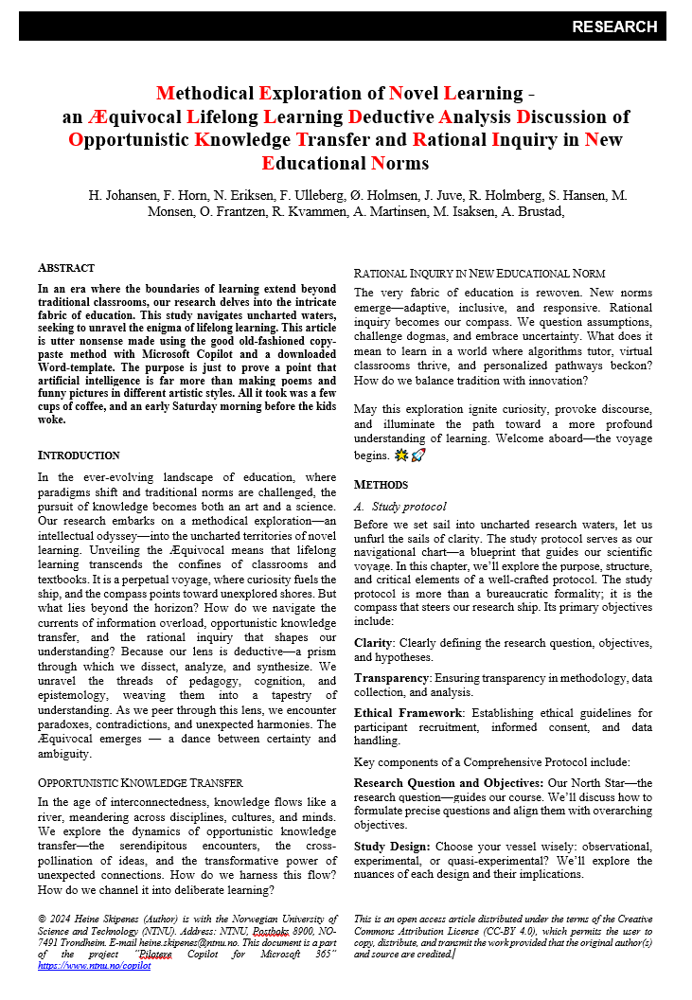 RESEARCH
Methodical Exploration of Novel Learning -
an Æquivocal Lifelong Learning Deductive Analysis Discussion of
Opportunistic Knowledge Transfer and Rational Inquiry in New
Educational Norms
H. Johansen, F. Horn, N. Eriksen, F. Ulleberg, Ø. Holmsen, J. Juve, R. Holmberg, S. Hansen, M.
Monsen, O. Frantzen, R. Kvammen, A. Martinsen, M. Isaksen, A. Brustad,
ABSTRACT
In an era where the boundaries of learning extend beyond
traditional classrooms, our research delves into the intricate
fabric of education. This study navigates uncharted waters,
seeking to unravel the enigma of lifelong learning. This article
is utter nonsense made using the good old-fashioned copy-
paste method with Microsoft Copilot and a downloaded
Word-template. The purpose is just to prove a point that
artificial intelligence is far more than making poems and
funny pictures in different artistic styles. All it took was a few
cups of coffee, and an early Saturday morning before the kids
woke.
INTRODUCTION
In the ever-evolving landscape of education, where
paradigms shift and traditional norms are challenged, the
pursuit of knowledge becomes both an art and a science.
Our research embarks on a methodical exploration—an
intellectual odyssey—into the uncharted territories of novel
learning. Unveiling the Æquivocal means that lifelong
learning transcends the confines of classrooms and
textbooks. It is a perpetual voyage, where curiosity fuels the
ship, and the compass points toward unexplored shores. But
what lies beyond the horizon? How do we navigate the
currents of information overload, opportunistic knowledge
transfer, and the rational inquiry that shapes our
understanding? Because our lens is deductive—a prism
through which we dissect, analyze, and synthesize. We
unravel the threads of pedagogy, cognition, and
epistemology, weaving them into a tapestry of
understanding. As we peer through this lens, we encounter
paradoxes, contradictions, and unexpected harmonies. The
Æquivocal emerges — a dance between certainty and
ambiguity.
OPPORTUNISTIC KNOWLEDGE TRANSFER
In the age of interconnectedness, knowledge flows like a
river, meandering across disciplines, cultures, and minds.
We explore the dynamics of opportunistic knowledge
transfer—the serendipitous encounters, the cross-
pollination of ideas, and the transformative power of
unexpected connections. How do we harness this flow?
How do we channel it into deliberate learning?
© 2024 Heine Skipenes (Author) is with the Norwegian University of
Science and Technology (NTNU). Address: NTNU, Postboks 8900, NO-
7491 Trondheim. E-mail heine.skipenes@ntnu.no. This document is a part
of the project "Pilotere Copilot for Microsoft 365"
https://www.ntnu.no/copilot
RATIONAL INQUIRY IN NEW EDUCATIONAL NORM
The very fabric of education is rewoven. New norms
emerge—adaptive, inclusive, and responsive. Rational
inquiry becomes our compass. We question assumptions,
challenge dogmas, and embrace uncertainty. What does it
mean to learn in a world where algorithms tutor, virtual
classrooms thrive, and personalized pathways beckon?
How do we balance tradition with innovation?
May this exploration ignite curiosity, provoke discourse,
and illuminate the path toward a more profound
understanding of learning. Welcome aboard—the voyage
begins. 🌟🚀
METHODS
A. Study protocol
Before we set sail into uncharted research waters, let us
unfurl the sails of clarity. The study protocol serves as our
navigational chart—a blueprint that guides our scientific
voyage. In this chapter, we'll explore the purpose, structure,
and critical elements of a well-crafted protocol. The study
protocol is more than a bureaucratic formality; it is the
compass that steers our research ship. Its primary objectives
include:
Clarity: Clearly defining the research question, objectives,
and hypotheses.
Transparency: Ensuring transparency in methodology, data
collection, and analysis.
Ethical Framework: Establishing ethical guidelines for
participant recruitment, informed consent, and data
handling.
Key components of a Comprehensive Protocol include:
Research Question and Objectives: Our North Star—the
research question—guides our course. We'll discuss how to
formulate precise questions and align them with overarching
objectives.
Study Design: Choose your vessel wisely: observational,
experimental, or quasi-experimental? We'll explore the
nuances of each design and their implications.
This is an open access article distributed under the terms of the Creative
Commons Attribution License (CC-BY 4.0), which permits the user to
copy, distribute, and transmit the work provided that the original author(s)
and source are credited.